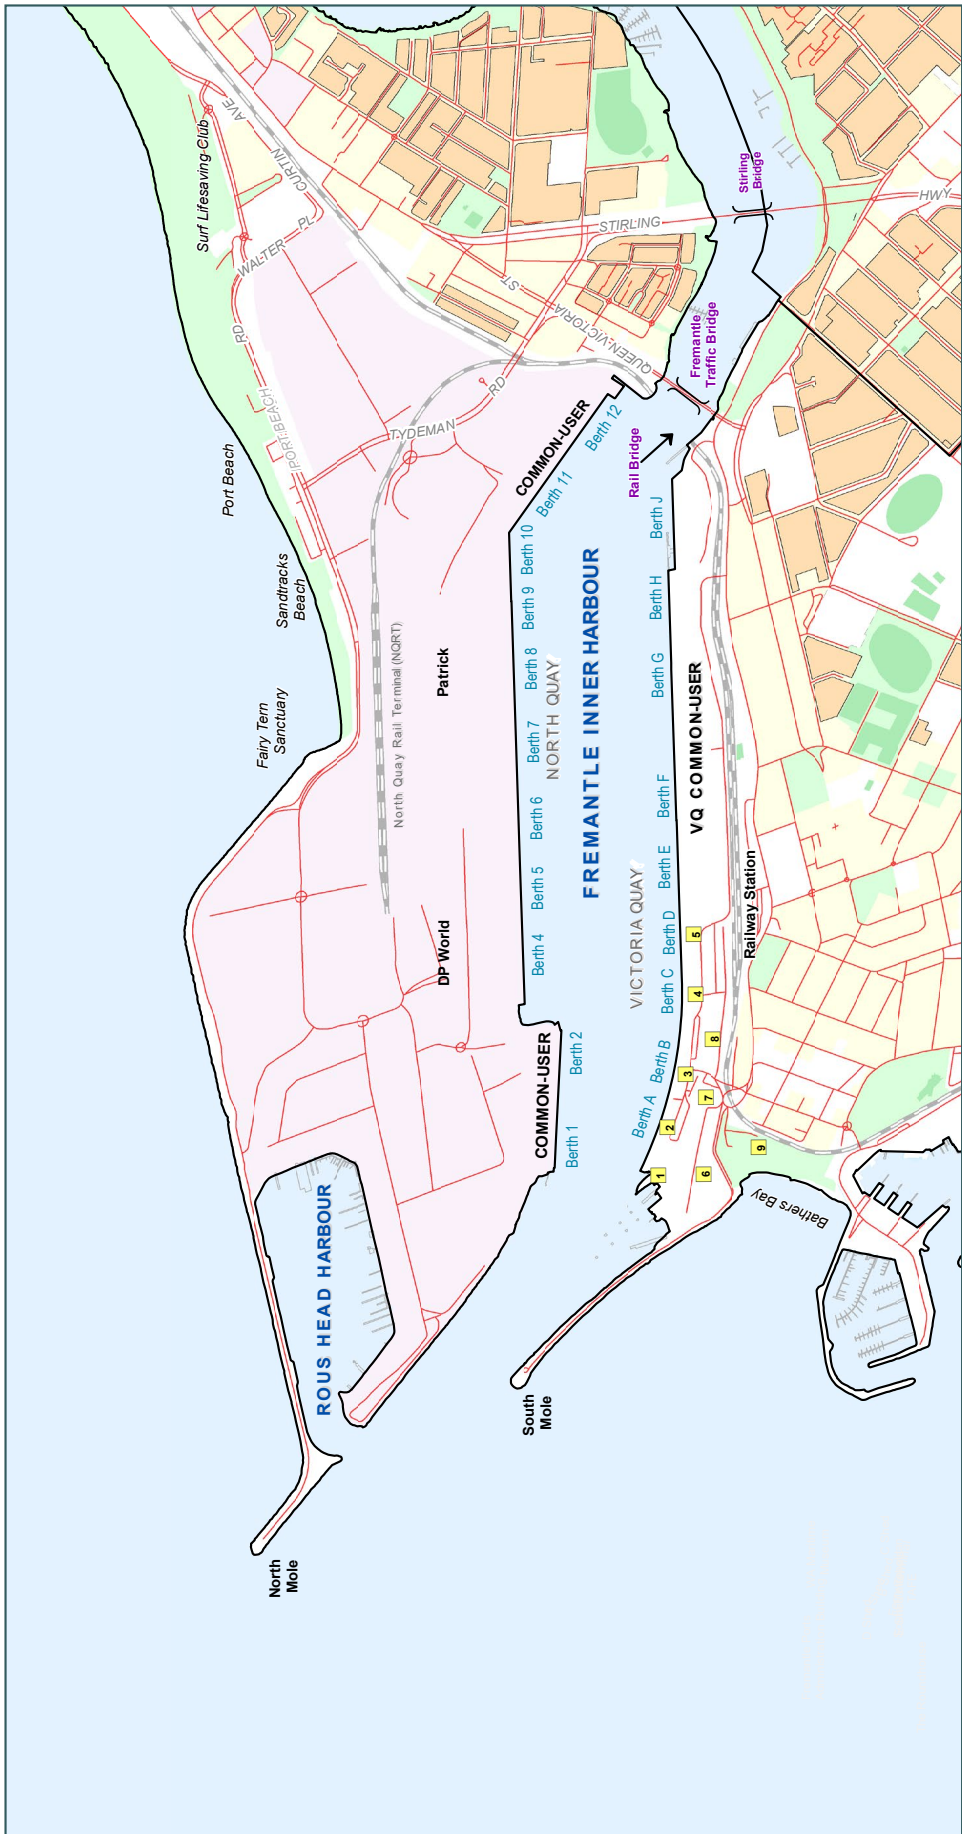 Surf Lifesaving Club
CURTIN
AVE
WALTER PL
PORT BEACH
RD
Port Beach
Sandtracks
Beach
Fairy Tern
Sanctuary
STIRLING
HWY
Stirling
Bridge
QUEEN VICTORIA
ST
Fremantle
Traffic Bridge
Rail Bridge
TYDEMAN
RD
North Quay Rail Terminal (NQRT)
Patrick
DP World
COMMON-USER
Berth 12
Berth 11
Berth 10
Berth 9
Berth 8
Berth 7
Berth 6
Berth 5
Berth 4
NORTH QUAY
COMMON-USER
Berth 2
Berth 1
FREMANTLE INNER HARBOUR
Berth J
Berth H
Berth G
Berth F
Berth E
Berth D
Berth C
Berth B
Berth A
VICTORIA QUAY
VQ COMMON-USER
Railway Station
1
2
3
4
5
6
7
8
9
Bathers Bay
ROUS HEAD HARBOUR
South
Mole
North
Mole